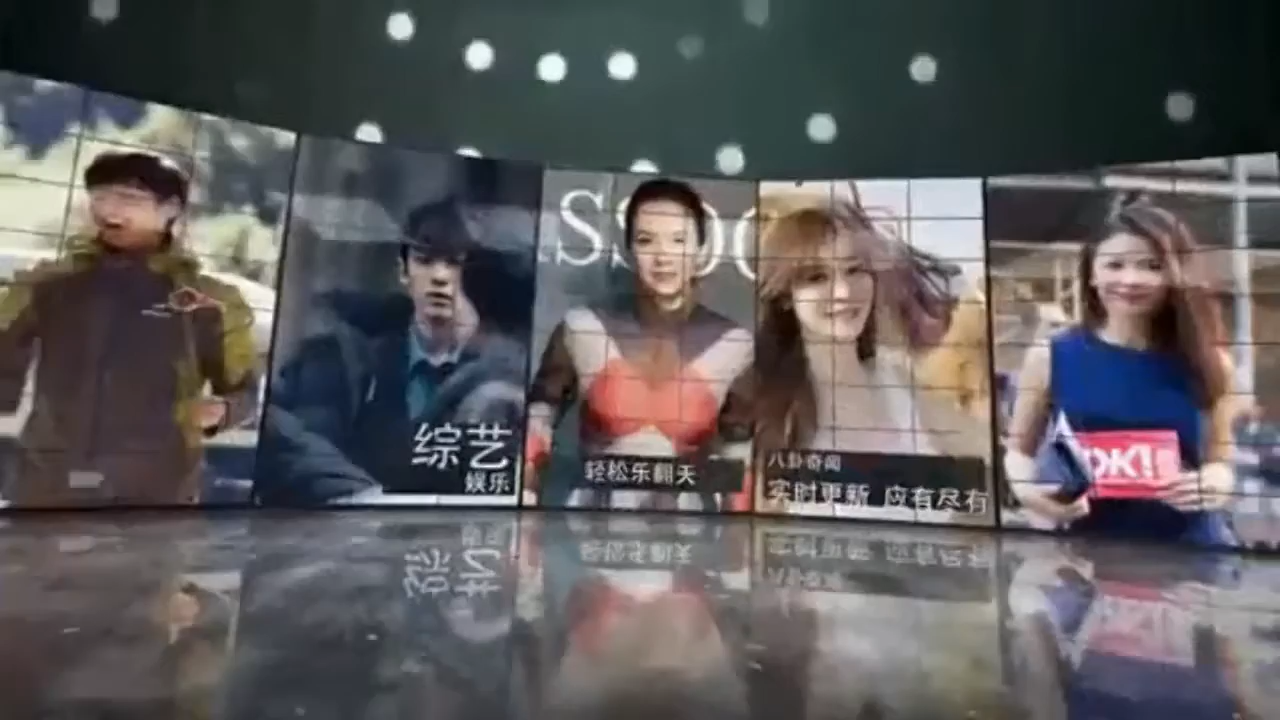 综艺
娱乐
轻松乐翻天
八卦奇闻
实时更新 应有尽有
OK!